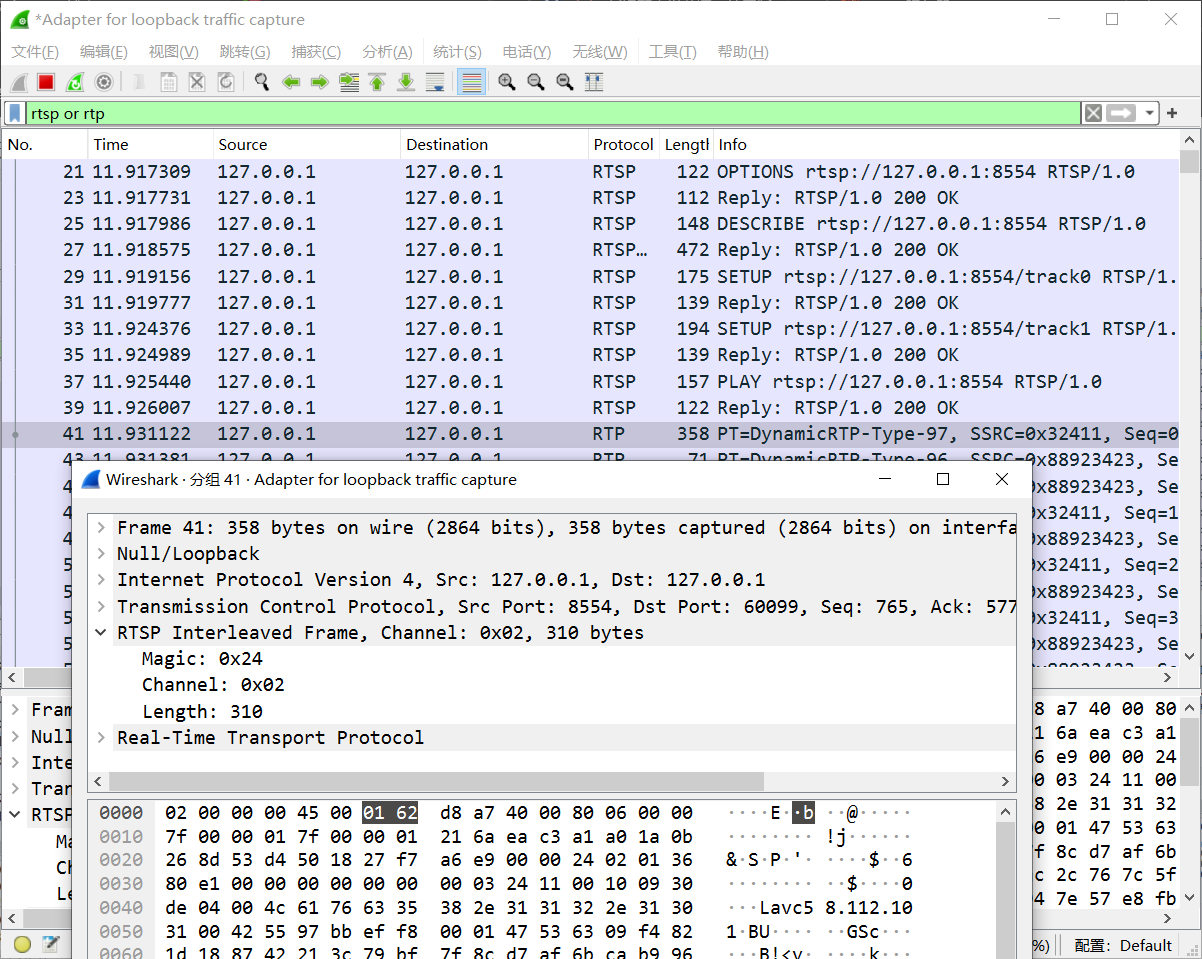 *Adapter for loopback traffic capture
文件(F) 编辑(E) 视图(V) 跳转(G) 捕获(C) 分析(A) 统计(S) 电话(Y) 无线(W) 工具(T) 帮助(H)
rtsp or rtp
No. Time Source Destination Protocol Length Info
21 11.917309 127.0.0.1 127.0.0.1 RTSP 122 OPTIONS rtsp://127.0.0.1:8554 RTSP/1.0
23 11.917731 127.0.0.1 127.0.0.1 RTSP 112 Reply: RTSP/1.0 200 OK
25 11.917986 127.0.0.1 127.0.0.1 RTSP 148 DESCRIBE rtsp://127.0.0.1:8554 RTSP/1.0
27 11.918575 127.0.0.1 127.0.0.1 RTSP… 472 Reply: RTSP/1.0 200 OK
29 11.919156 127.0.0.1 127.0.0.1 RTSP 175 SETUP rtsp://127.0.0.1:8554/track0 RTSP/1.
31 11.919777 127.0.0.1 127.0.0.1 RTSP 139 Reply: RTSP/1.0 200 OK
33 11.924376 127.0.0.1 127.0.0.1 RTSP 194 SETUP rtsp://127.0.0.1:8554/track1 RTSP/1.
35 11.924989 127.0.0.1 127.0.0.1 RTSP 139 Reply: RTSP/1.0 200 OK
37 11.925440 127.0.0.1 127.0.0.1 RTSP 157 PLAY rtsp://127.0.0.1:8554 RTSP/1.0
39 11.926007 127.0.0.1 127.0.0.1 RTSP 122 Reply: RTSP/1.0 200 OK
41 11.931122 127.0.0.1 127.0.0.1 RTP 358 PT=DynamicRTP-Type-97, SSRC=0x32411, Seq=0
43 11.931381 127.0.0.1 127.0.0.1 RTP 71 PT=DynamicRTP-Type-96, SSRC=0x88923423, Se
4 0x88923423, Se
4 0x32411, Seq=1
4 0x88923423, Se
5 0x32411, Seq=2
5 0x88923423, Se
5 0x32411, Seq=3
5 0x88923423, Se
Wireshark · 分组 41 · Adapter for loopback traffic capture
Frame 41: 358 bytes on wire (2864 bits), 358 bytes captured (2864 bits) on interfa
Null/Loopback
Internet Protocol Version 4, Src: 127.0.0.1, Dst: 127.0.0.1
Transmission Control Protocol, Src Port: 8554, Dst Port: 60099, Seq: 765, Ack: 577
RTSP Interleaved Frame, Channel: 0x02, 310 bytes
Magic: 0x24
Channel: 0x02
Length: 310
Real-Time Transport Protocol
0000 02 00 00 00 45 00 01 62 d8 a7 40 00 80 06 00 00 ····E··b ··@·····
0010 7f 00 00 01 7f 00 00 01 21 6a ea c3 a1 a0 1a 0b ········ !j······
0020 26 8d 53 d4 50 18 27 f7 a6 e9 00 00 24 02 01 36 &·S·P·'· ····$··6
0030 80 e1 00 00 00 00 00 00 00 03 24 11 00 10 09 30 ········ ··$····0
0040 de 04 00 4c 61 76 63 35 38 2e 31 31 32 2e 31 30 ···Lavc5 8.112.10
0050 31 00 42 55 97 bb ef f8 00 01 47 53 63 09 f4 82 1·BU···· ··GSc···
0060 1d 18 87 42 21 3c 79 bf 7f 8c d7 af 6b ca b9 96 ···B!<y· ····k···
Fram
Null
Inte
Tran
RTSP
Ma
Ch
Le
8 a7 40 00 80
1 6a ea c3 a1
6 e9 00 00 24
0 03 24 11 00
8 2e 31 31 32
0 01 47 53 63
f 8c d7 af 6b
c 2c 76 7c 5f
4 7e 57 e8 fb
%) 配置: Default